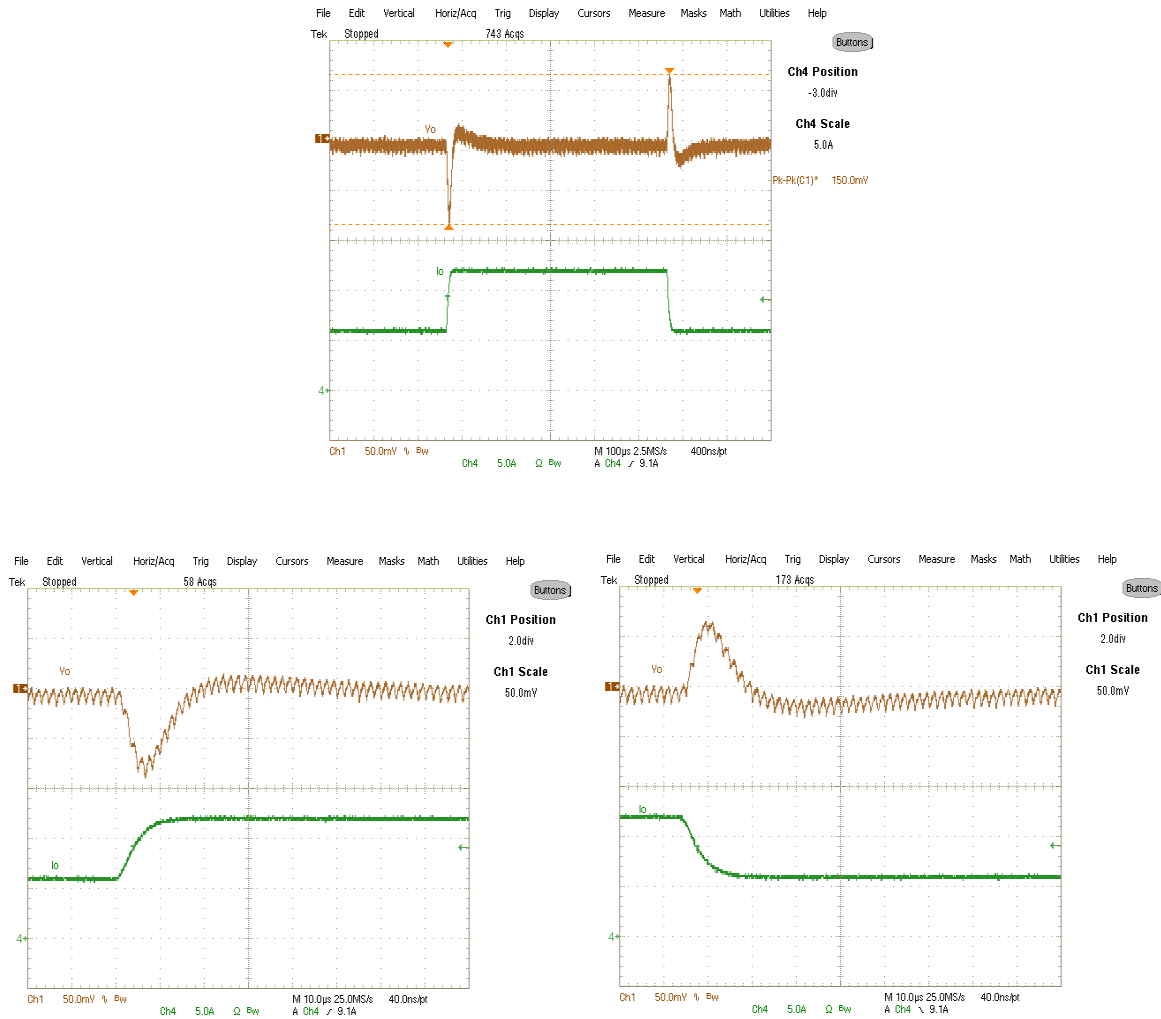 File Edit Vertical Horiz/Acq Trig Display Cursors Measure Masks Math Utilities Help
Tek Stopped 743 Acqs
Buttons
Ch4 Position
-3.0div
Ch4 Scale
5.0A
Pk-Pk(C1)* 150.0mV
1
Vo
Io
4
Ch1 50.0mV % Bw
M 100µs 2.5MS/s 400ns/pt
Ch4 5.0A Ω Bw
A Ch4 9.1A
File Edit Vertical Horiz/Acq Trig Display Cursors Measure Masks Math Utilities Help
Tek Stopped 58 Acqs
Buttons
Ch1 Position
2.0div
Ch1 Scale
50.0mV
1
Vo
Io
4
Ch1 50.0mV % Bw
M 10.0µs 25.0MS/s 40.0ns/pt
Ch4 5.0A Ω Bw
A Ch4 9.1A
File Edit Vertical Horiz/Acq Trig Display Cursors Measure Masks Math Utilities Help
Tek Stopped 173 Acqs
Buttons
Ch1 Position
2.0div
Ch1 Scale
50.0mV
1
Vo
Io
4
Ch1 50.0mV % Bw
M 10.0µs 25.0MS/s 40.0ns/pt
Ch4 5.0A Ω Bw
A Ch4 9.1A